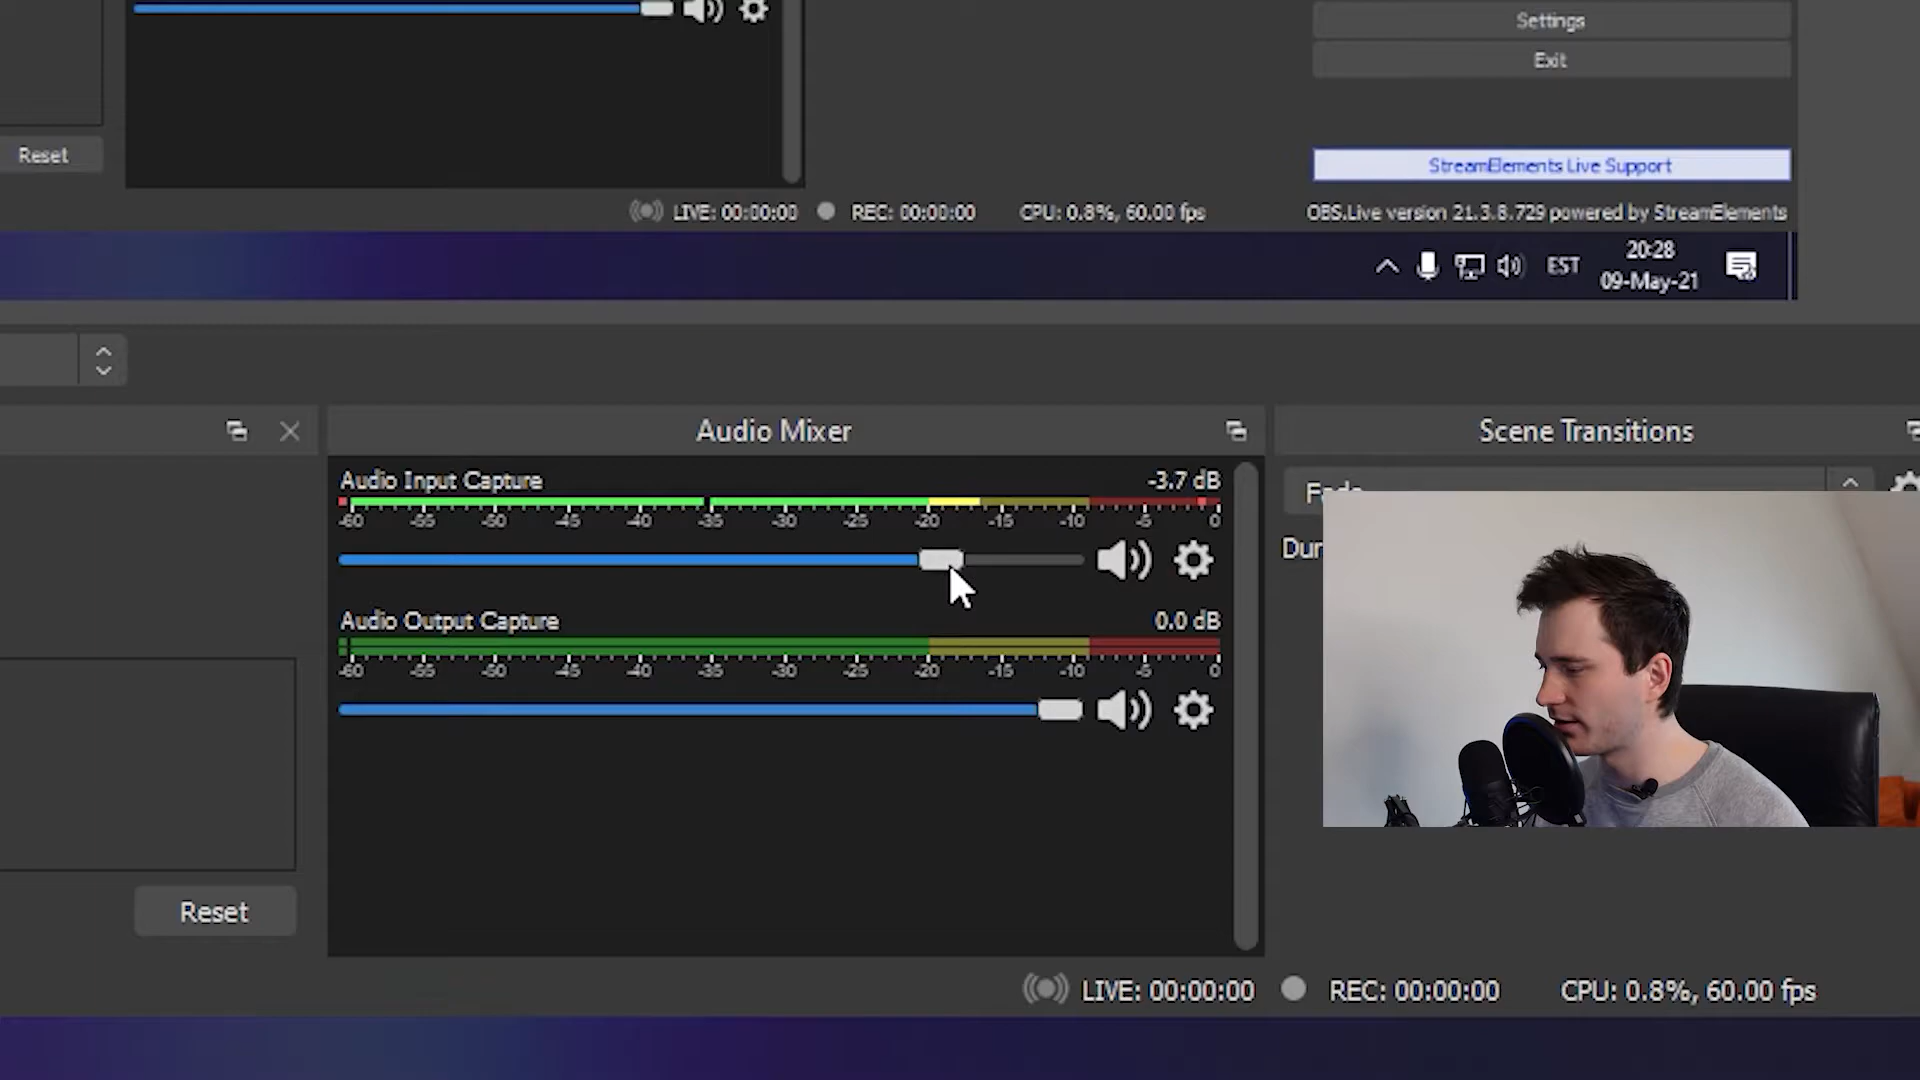 Settings
Exit
Reset
StreamElements Live Support
LIVE: 00:00:00 REC: 00:00:00 CPU: 0.8%, 60.00 fps OBS.Live version 21.3.8.729 powered by StreamElements
EST 20:28
09-May-21
Audio Mixer Scene Transitions
Audio Input Capture -3.7 dB
-60 -55 -50 -45 -40 -35 -30 -25 -20 -15 -10 -5 0
Fade
Dur
Audio Output Capture 0.0 dB
-60 -55 -50 -45 -40 -35 -30 -25 -20 -15 -10 -5 0
Reset
LIVE: 00:00:00 REC: 00:00:00 CPU: 0.8%, 60.00 fps